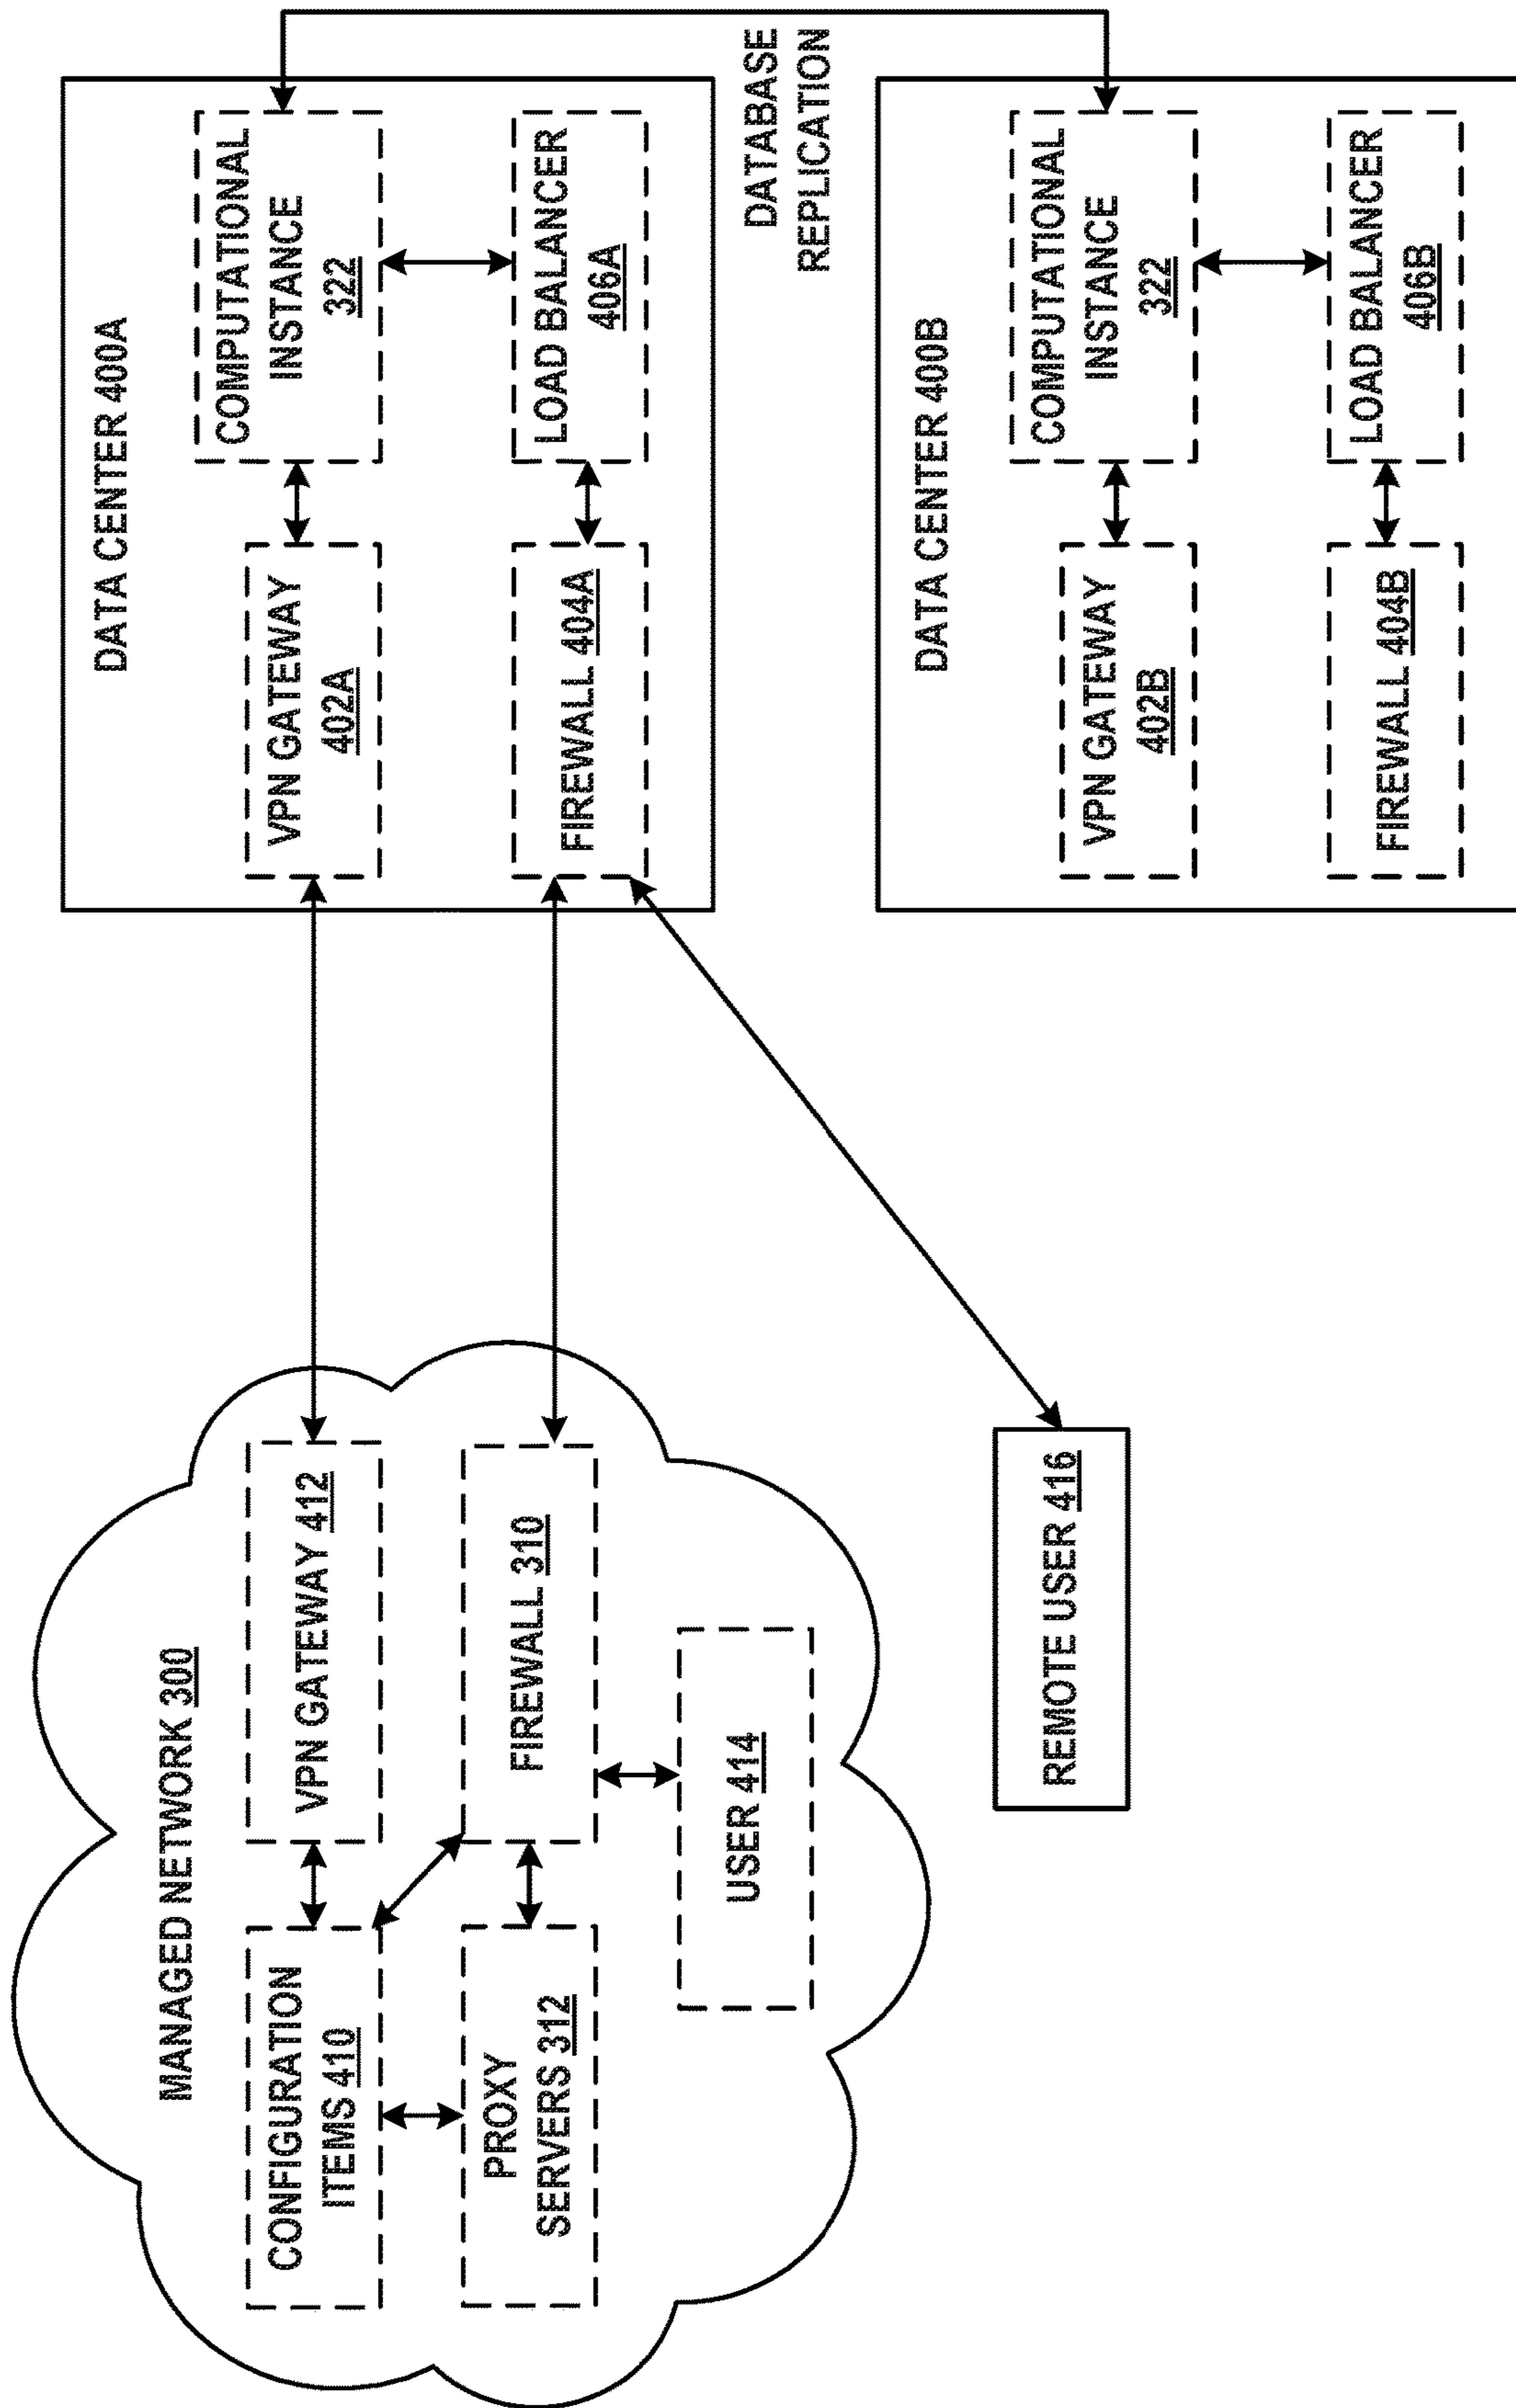 MANAGED NETWORK 300
CONFIGURATION
ITEMS 410
VPN GATEWAY 412
PROXY
SERVERS 312
FIREWALL 310
USER 414
REMOTE USER 416
DATA CENTER 400A
VPN GATEWAY
402A
COMPUTATIONAL
INSTANCE
322
FIREWALL 404A
LOAD BALANCER
406A
DATABASE
REPLICATION
DATA CENTER 400B
VPN GATEWAY
402B
COMPUTATIONAL
INSTANCE
322
FIREWALL 404B
LOAD BALANCER
406B